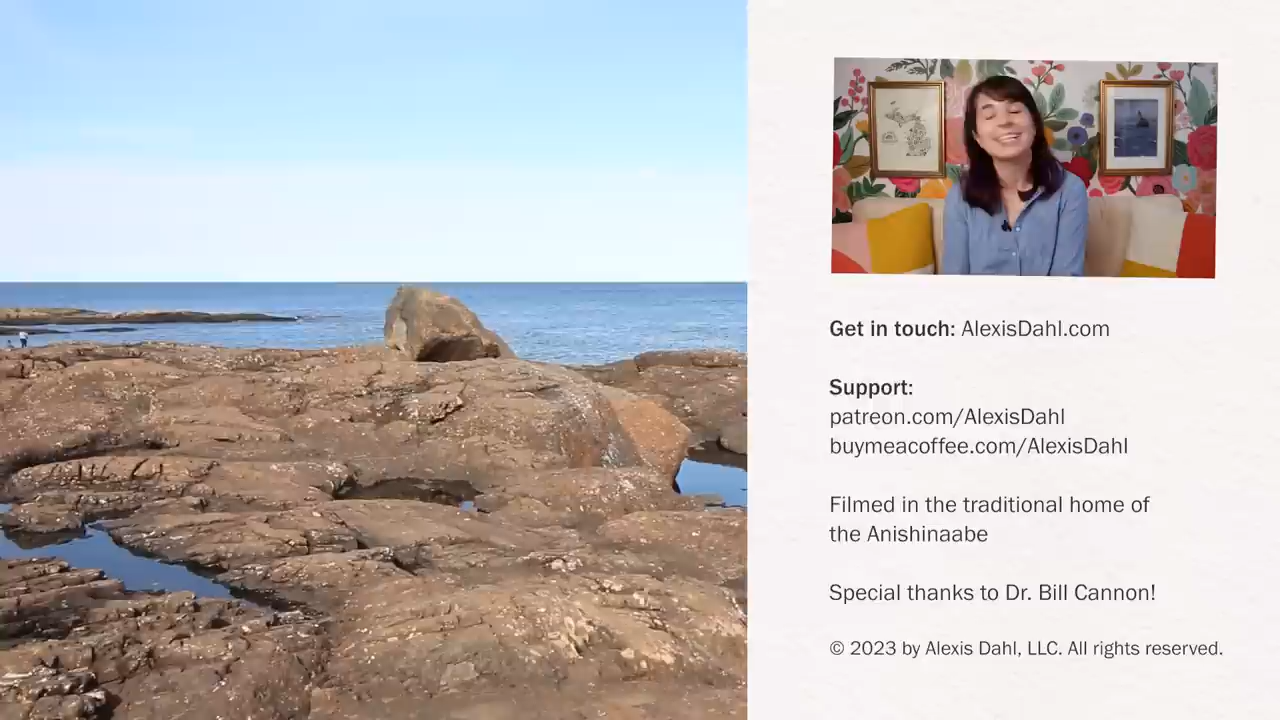 Get in touch: AlexisDahl.com
Support:
patreon.com/AlexisDahl
buymeacoffee.com/AlexisDahl
Filmed in the traditional home of
the Anishinaabe
Special thanks to Dr. Bill Cannon!
© 2023 by Alexis Dahl, LLC. All rights reserved.